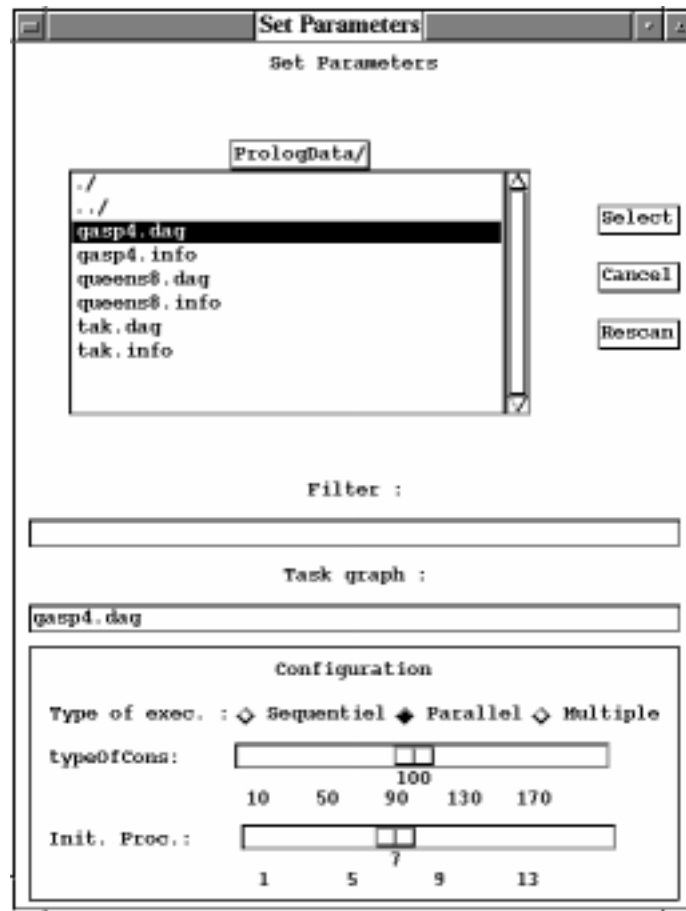 Set Parameters
Set Parameters
PrologData/
./
../
gasp4.dag
gasp4.info
queens8.dag
queens8.info
tak.dag
tak.info
Select
Cancel
Rescan
Filter :
Task graph :
gasp4.dag
Configuration
Type of exec. : Sequentiel Parallel Multiple
typeOfCons:
100
10 50 90 130 170
Init. Proc.:
7
1 5 9 13